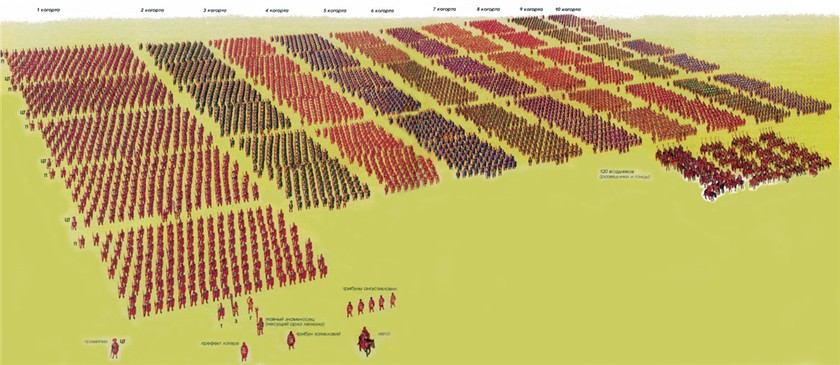 1 когорта
2 когорта
3 когорта
4 когорта
5 когорта
6 когорта
7 когорта
8 когорта
9 когорта
10 когорта
П
Ц
П
Ц
П
Ц
П
Ц
П
Ц
П
120 всадников
(разведчики и гонцы)
трибуны ангустиклавии
Т
З
Г
главный знаменосец
(несущий орла легиона)
трибун латиклавий
легат
префект лагеря
примипил
Ц